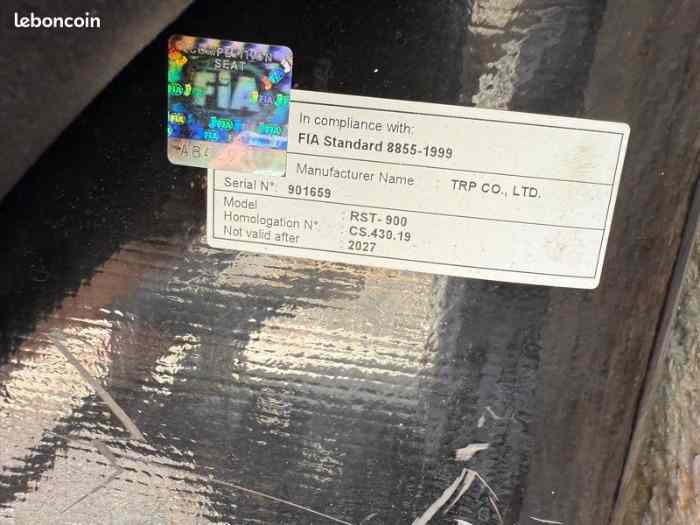 leboncoin
COMPETITION
SEAT
FIA
In compliance with:
FIA Standard 8855-1999
Manufacturer Name : TRP CO., LTD.
Serial N°: 901659
Model : RST-900
Homologation N°. : CS.430.19
Not valid after : 2027